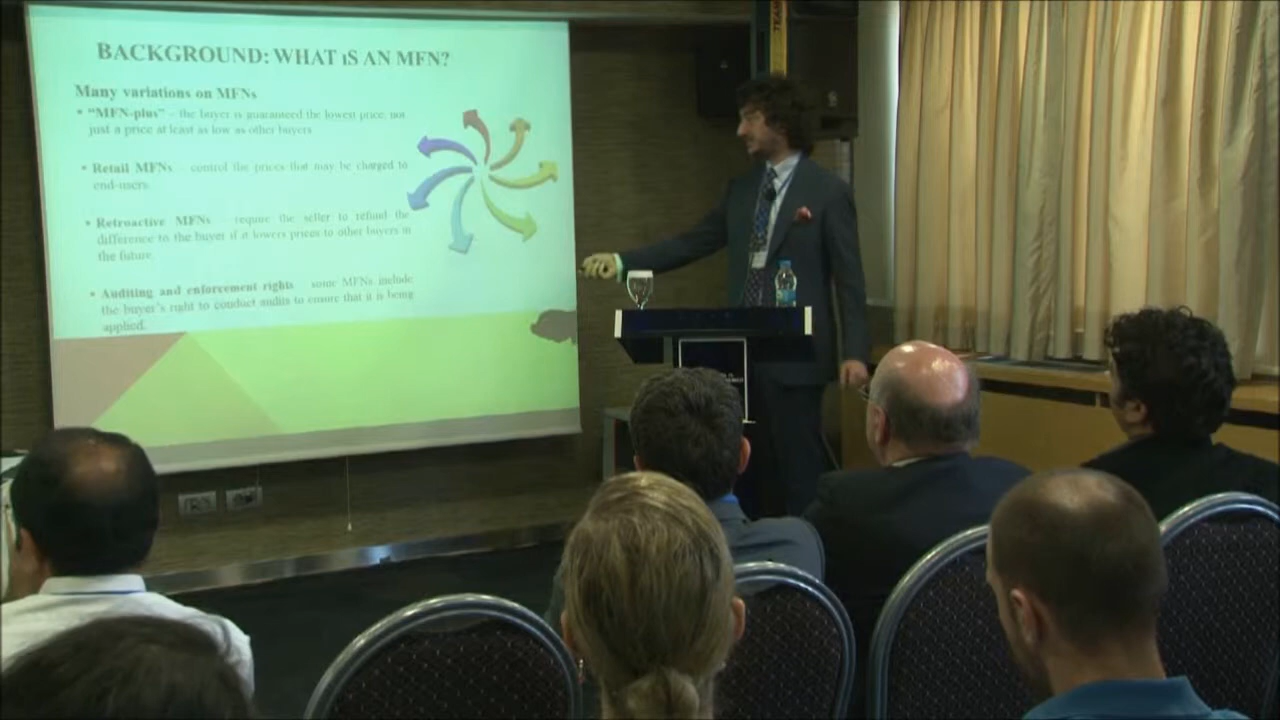 BACKGROUND: WHAT IS AN MFN?
Many variations on MFNs
• "MFN-plus" – the buyer is guaranteed the lowest price, not
just a price at least as low as other buyers
• Retail MFNs – control the prices that may be charged to
end-users.
• Retroactive MFNs – require the seller to refund the
difference to the buyer if it lowers prices to other buyers in
the future.
• Auditing and enforcement rights – some MFNs include
the buyer's right to conduct audits to ensure that it is being
applied.
TEAM